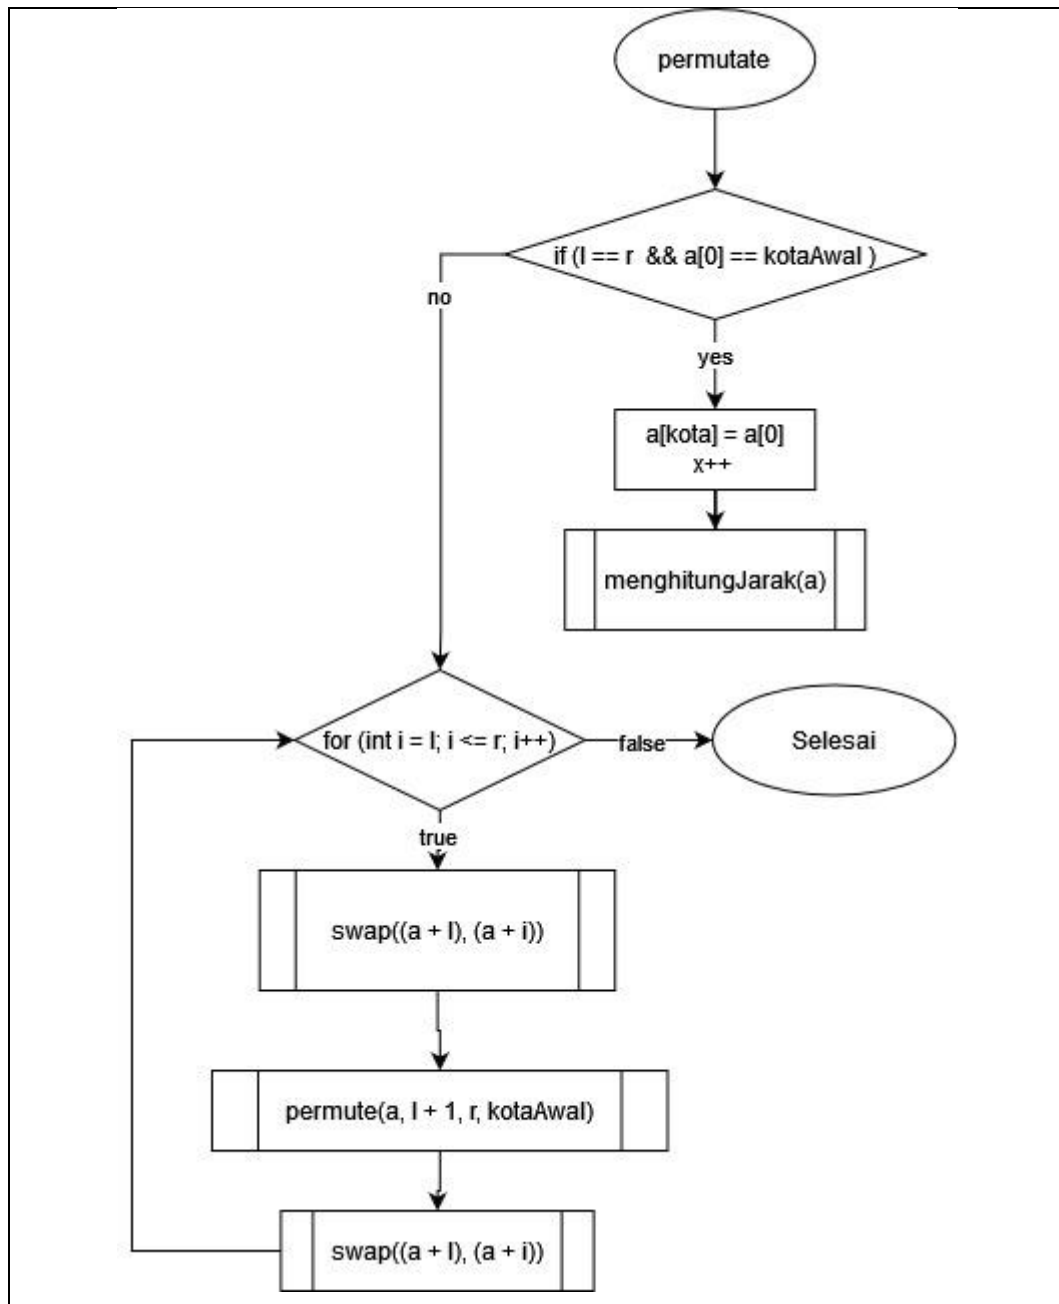 permutate
if (l == r && a[0] == kotaAwal )
no
yes
a[kota] = a[0]
x++
menghitungJarak(a)
for (int i = l; i <= r; i++)
false
Selesai
true
swap((a + l), (a + i))
permute(a, l + 1, r, kotaAwal)
swap((a + l), (a + i))